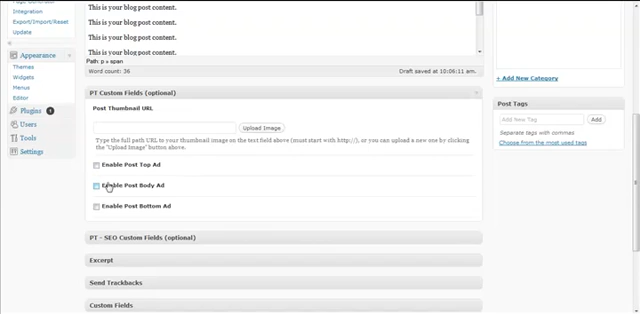 Integration
Export/Import/Reset
Update
Appearance
Themes
Widgets
Menus
Editor
Plugins 1
Users
Tools
Settings
This is your blog post content.
This is your blog post content.
This is your blog post content.
This is your blog post content.
Path: p » span
Word count: 36
Draft saved at 10:06:11 am.
PT Custom Fields (optional)
Post Thumbnail URL
Upload Image
Type the full path URL to your thumbnail image on the text field above (must start with http://), or you can upload a new one by clicking
the "Upload Image" button above.
Enable Post Top Ad
Enable Post Body Ad
Enable Post Bottom Ad
PT - SEO Custom Fields (optional)
Excerpt
Send Trackbacks
Custom Fields
+ Add New Category
Post Tags
Add New Tag
Add
Separate tags with commas
Choose from the most used tags